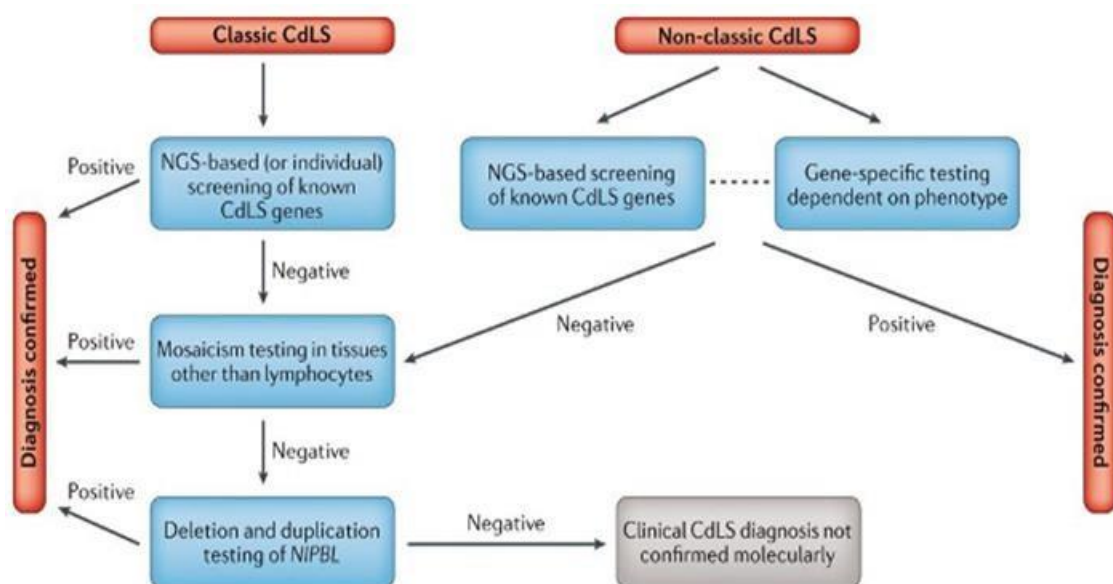 Classic CdLS
Non-classic CdLS
Positive
NGS-based (or individual)
screening of known
CdLS genes
NGS-based screening
of known CdLS genes
Gene-specific testing
dependent on phenotype
Diagnosis confirmed
Negative
Diagnosis confirmed
Positive
Mosaicism testing in tissues
other than lymphocytes
Negative
Positive
Negative
Positive
Deletion and duplication
testing of NIPBL
Negative
Clinical CdLS diagnosis not
confirmed molecularly